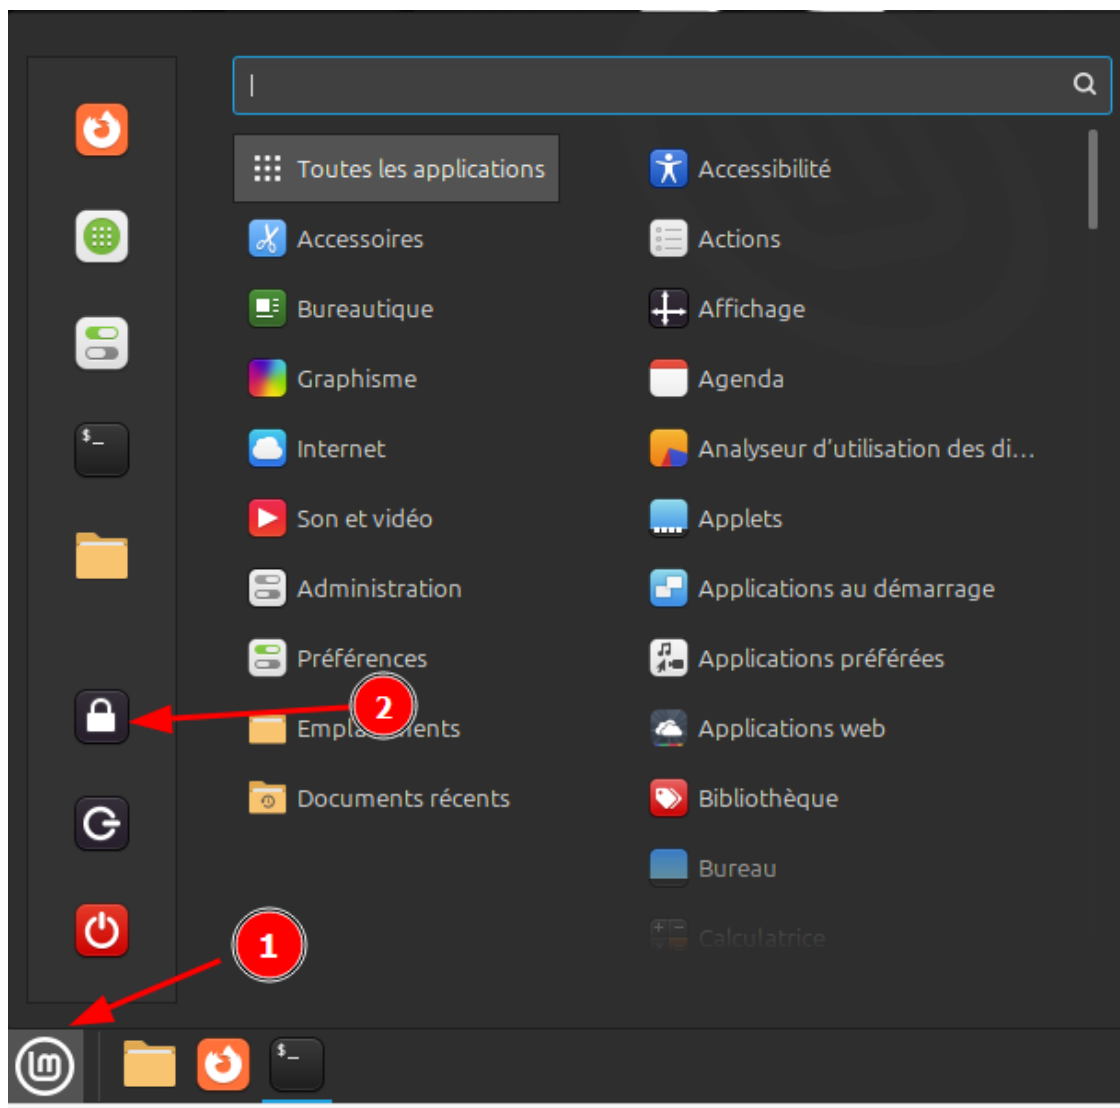 Toutes les applications
Accessoires
Bureautique
Graphisme
Internet
Son et vidéo
Administration
Préférences
2
Documents récents
1
Accessibilité
Actions
Affichage
Agenda
Analyseur d’utilisation des di…
Applets
Applications au démarrage
Applications préférées
Applications web
Bibliothèque
Bureau
Calculatrice
$_
$_
lm